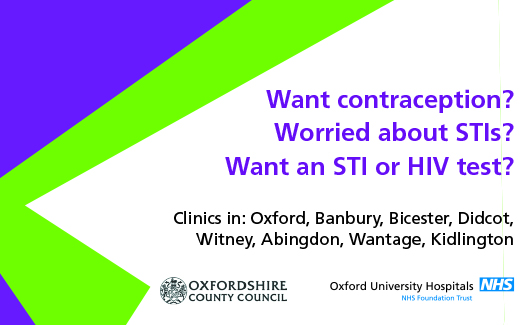 Want contraception?
Worried about STIs?
Want an STI or HIV test?
Clinics in: Oxford, Banbury, Bicester, Didcot,
Witney, Abingdon, Wantage, Kidlington
OXFORDSHIRE
COUNTY COUNCIL
Oxford University Hospitals NHS
NHS Foundation Trust